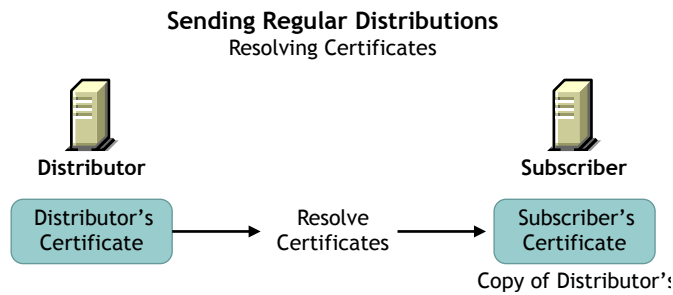 Sending Regular Distributions
Resolving Certificates
Distributor
Subscriber
Distributor's
Certificate
Resolve
Certificates
Subscriber's
Certificate
Copy of Distributor's